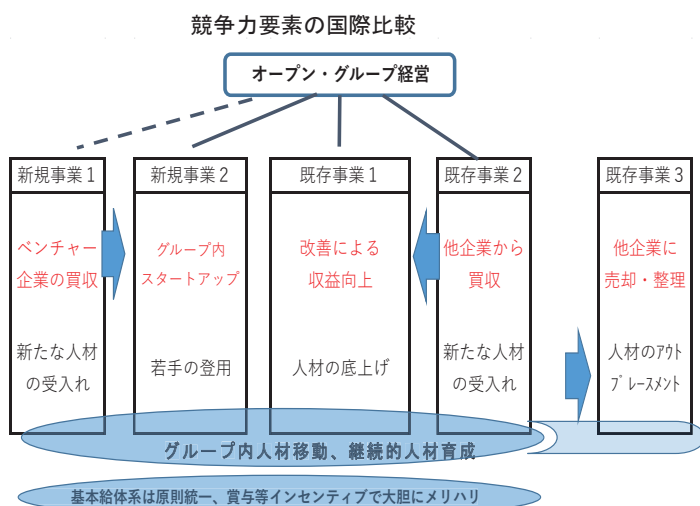 競争力要素の国際比較
オープン・グループ経営
新規事業1
新規事業2
既存事業1
既存事業2
既存事業3
ベンチャー
企業の買収
グループ内
スタートアップ
改善による
収益向上
他企業から
買収
他企業に
売却・整理
新たな人材
の受入れ
若手の登用
人材の底上げ
新たな人材
の受入れ
人材のｱｳﾄ
ﾌﾟﾚｰｽﾒﾝﾄ
グループ内人材移動、継続的人材育成
基本給体系は原則統一、賞与等インセンティブで大胆にメリハリ